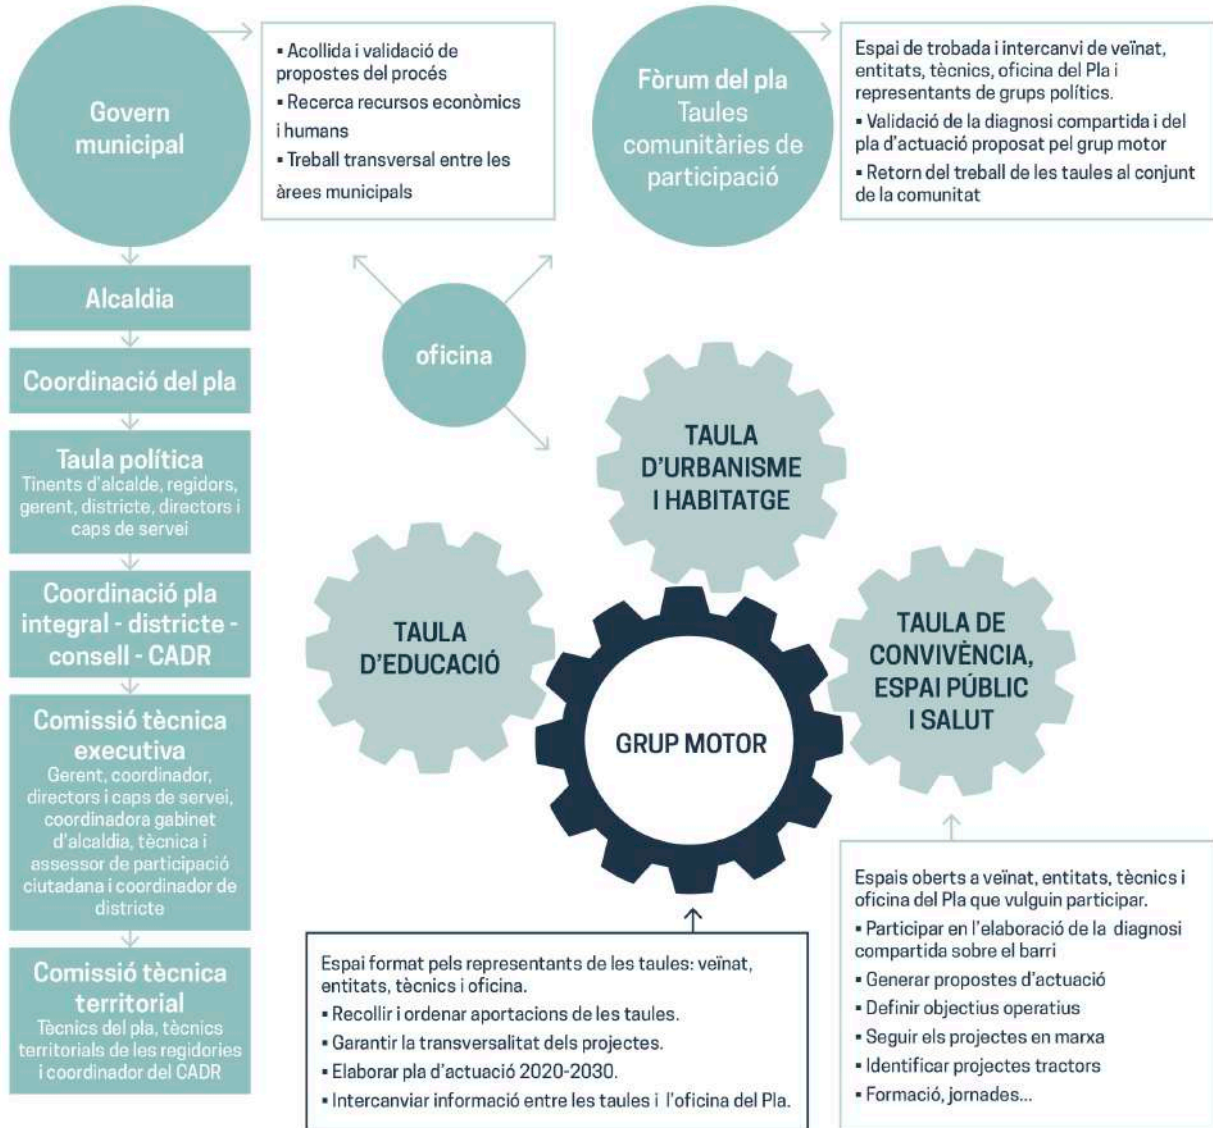 Govern
municipal
▪ Acollida i validació de
propostes del procés
▪ Recerca recursos econòmics
i humans
▪ Treball transversal entre les
àrees municipals
Fòrum del pla
Taules
comunitàries de
participació
Espai de trobada i intercanvi de veïnat,
entitats, tècnics, oficina del Pla i
representants de grups polítics.
▪ Validació de la diagnosi compartida i del
pla d'actuació proposat pel grup motor
▪ Retorn del treball de les taules al conjunt
de la comunitat
Alcaldia
Coordinació del pla
Taula política
Tinents d'alcalde, regidors,
gerent, districte, directors i
caps de servei
Coordinació pla
integral - districte -
consell - CADR
Comissió tècnica
executiva
Gerent, coordinador,
directors i caps de servei,
coordinadora gabinet
d'alcaldia, tècnica i
assessor de participació
ciutadana i coordinador de
districte
Comissió tècnica
territorial
Tècnics del pla, tècnics
territorials de les regidories
i coordinador del CADR
oficina
TAULA
D'URBANISME
I HABITATGE
TAULA
D'EDUCACIÓ
TAULA DE
CONVIVÈNCIA,
ESPAI PÚBLIC
I SALUT
GRUP MOTOR
Espai format pels representants de les taules: veïnat,
entitats, tècnics i oficina.
▪ Recollir i ordenar aportacions de les taules.
▪ Garantir la transversalitat dels projectes.
▪ Elaborar pla d'actuació 2020-2030.
▪ Intercanviar informació entre les taules i l'oficina del Pla.
Espais oberts a veïnat, entitats, tècnics i
oficina del Pla que vulguin participar.
▪ Participar en l'elaboració de la diagnosi
compartida sobre el barri
▪ Generar propostes d'actuació
▪ Definir objectius operatius
▪ Seguir els projectes en marxa
▪ Identificar projectes tractors
▪ Formació, jornades...